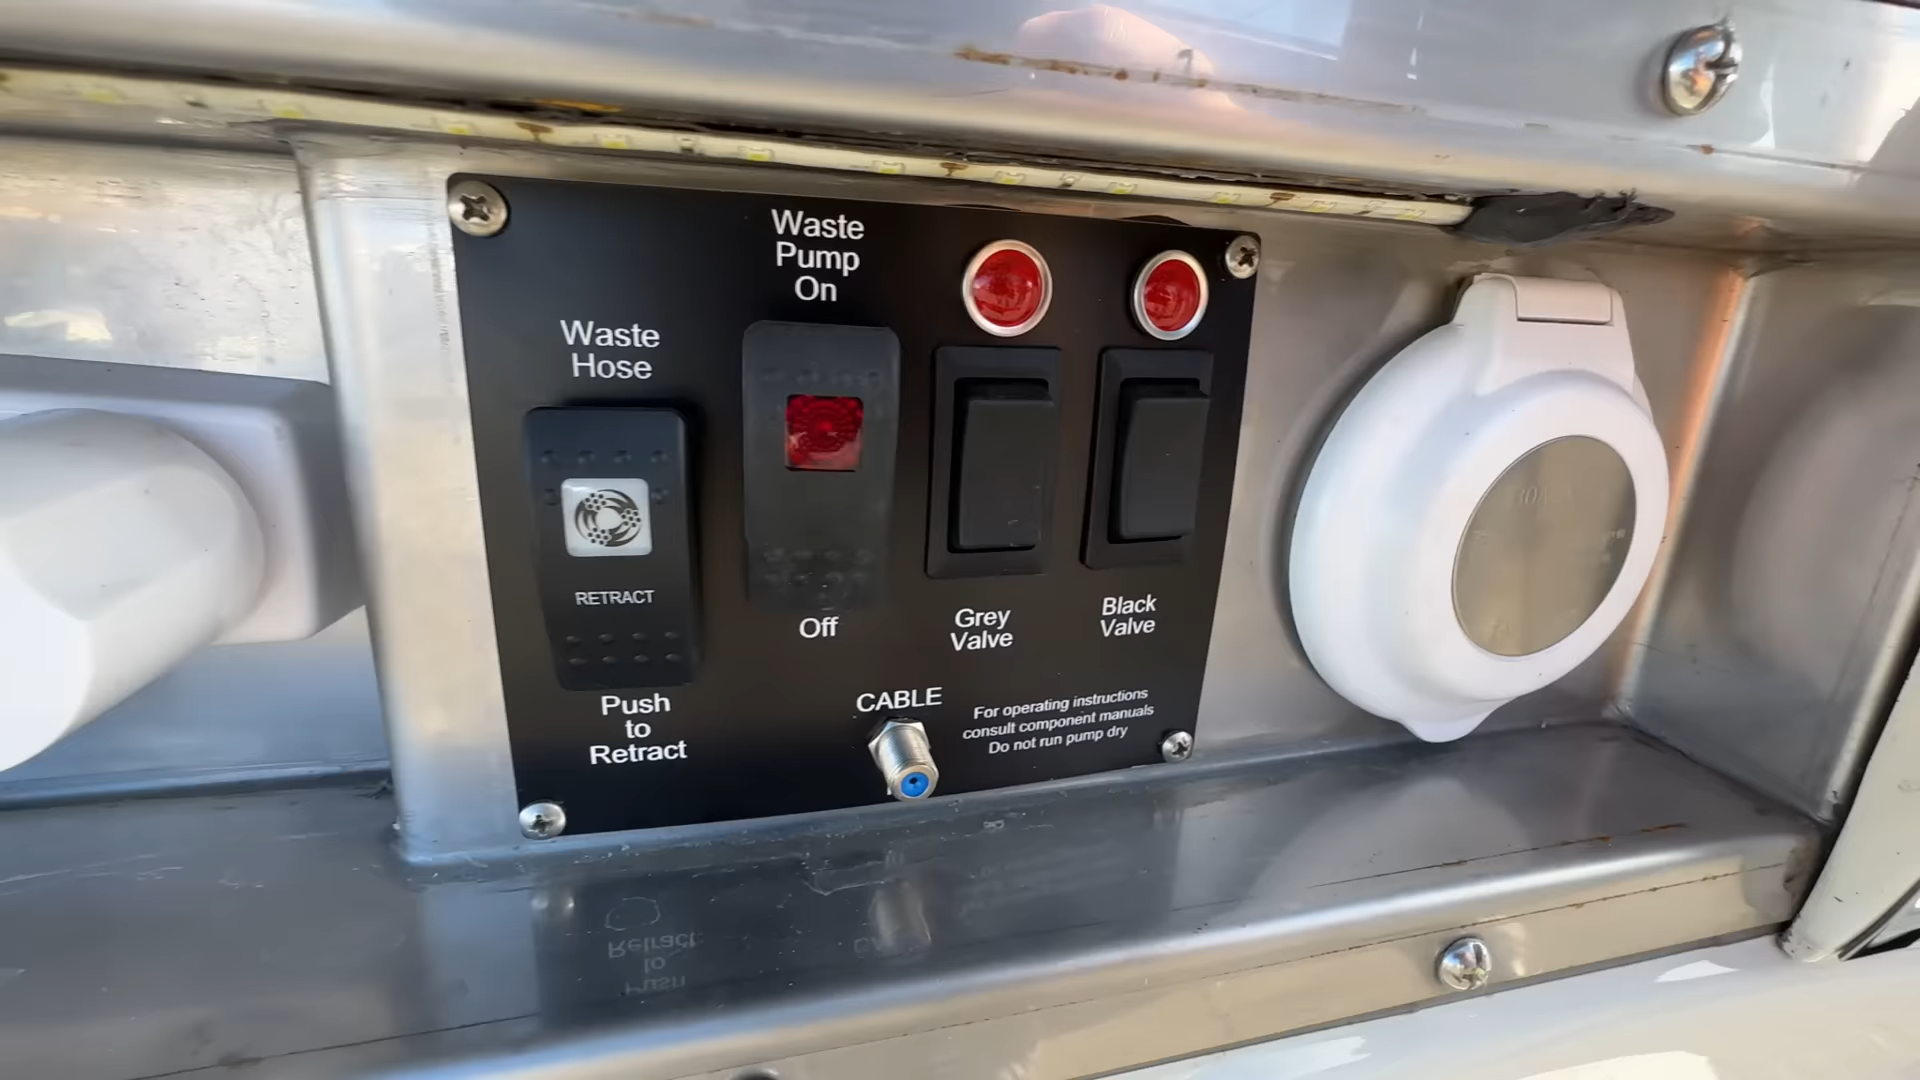 Waste
Hose
RETRACT
Push
to
Retract
Waste
Pump
On
Off
Grey
Valve
Black
Valve
CABLE
For operating instructions
consult component manuals
Do not run pump dry
30A